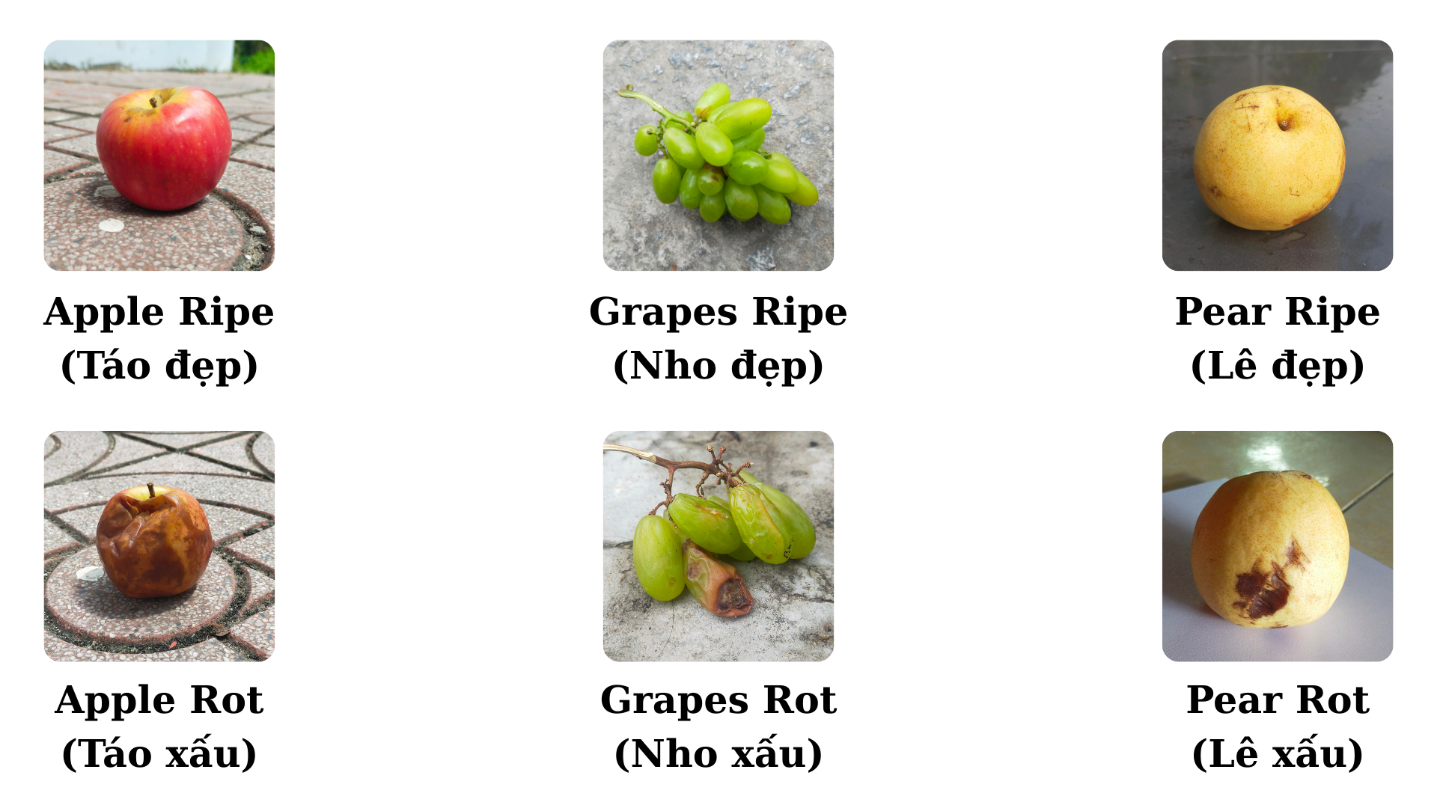 Apple Ripe
(Táo đẹp)
Grapes Ripe
(Nho đẹp)
Pear Ripe
(Lê đẹp)
Apple Rot
(Táo xấu)
Grapes Rot
(Nho xấu)
Pear Rot
(Lê xấu)